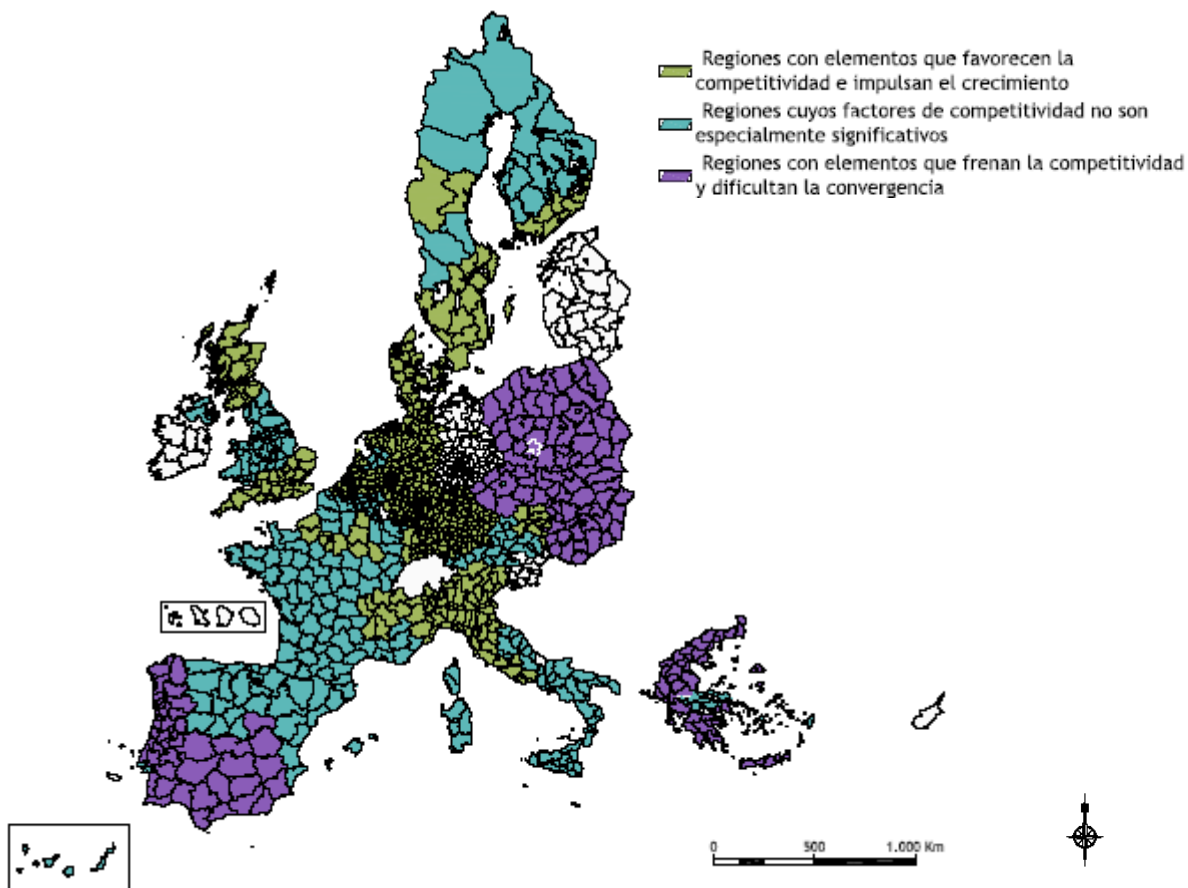 Regiones con elementos que favorecen la
competitividad e impulsan el crecimiento
Regiones cuyos factores de competitividad no son
especialmente significativos
Regiones con elementos que frenan la competitividad
y dificultan la convergencia
0 500 1.000 Km